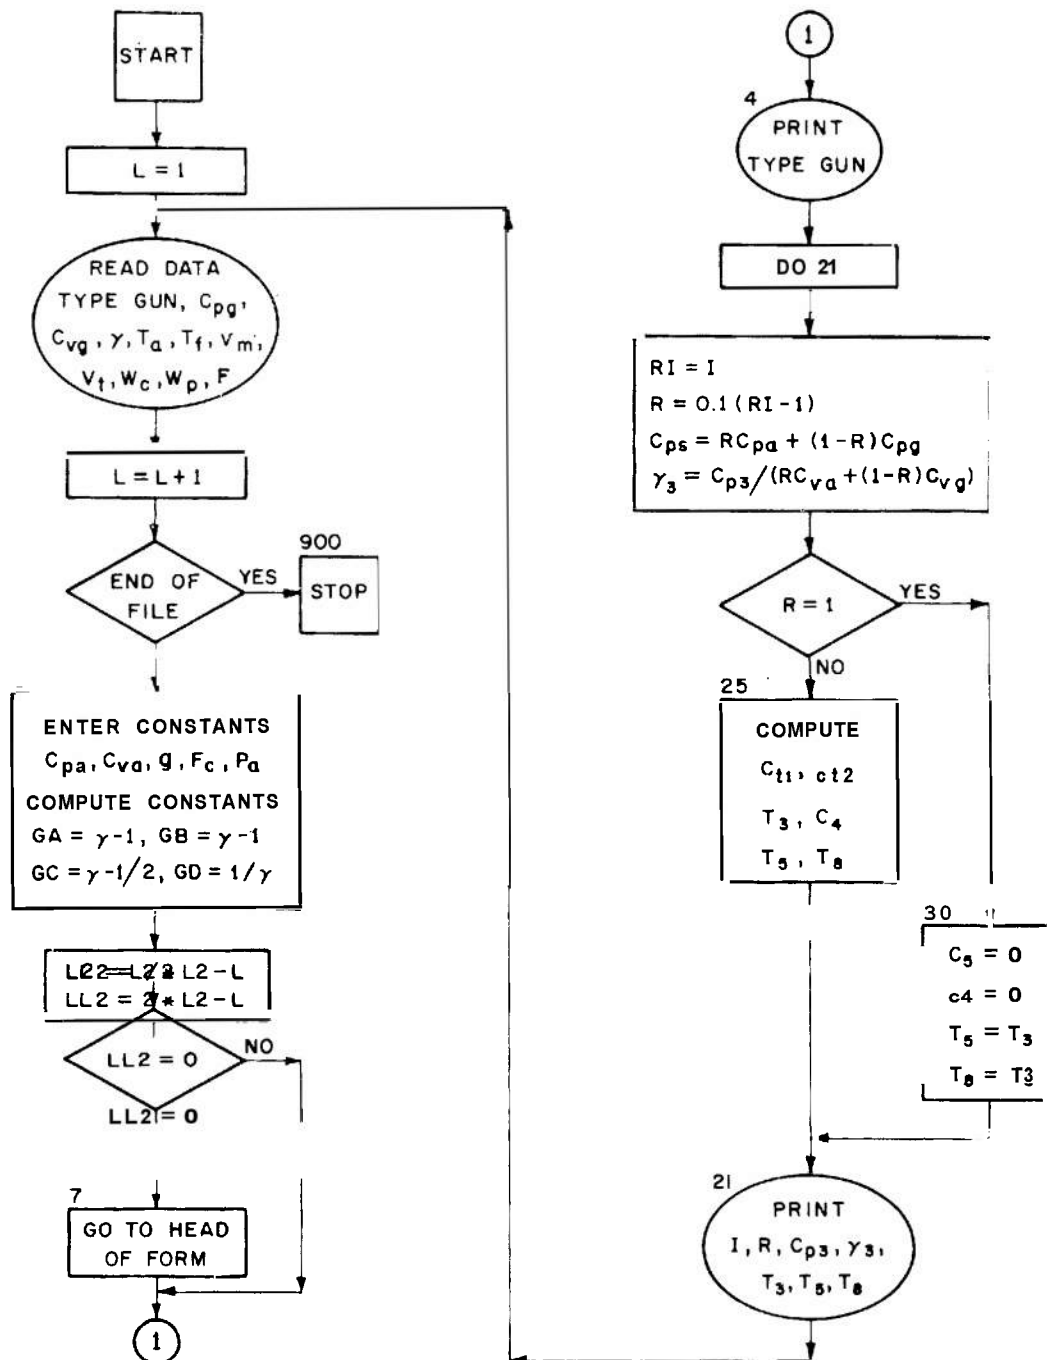 START
L = 1
READ DATA
TYPE GUN, Cpg,
Cvg, γ, Ta, Tf, Vm,
Vt, Wc, Wp, F
L = L + 1
END OF
FILE
YES
900
STOP
ENTER CONSTANTS
Cpa, Cva, g, Fc, Pa
COMPUTE CONSTANTS
GA = γ-1, GB = γ-1
GC = γ-1/2, GD = 1/γ
LL2 = 2 * L2-L
LL2 = 0
NO
LL2 = 0
7
GO TO HEAD
OF FORM
1
1
4
PRINT
TYPE GUN
DO 21
RI = I
R = 0.1 (RI-1)
Cps = RCpa + (1-R)Cpg
γ3 = Cp3/(RCva+(1-R)Cvg)
R = 1
YES
NO
25
COMPUTE
Ct1, ct2
T3, C4
T5, T8
30
C5 = 0
c4 = 0
T5 = T3
T8 = T3
21
PRINT
I, R, Cp3, γ3,
T3, T5, T8